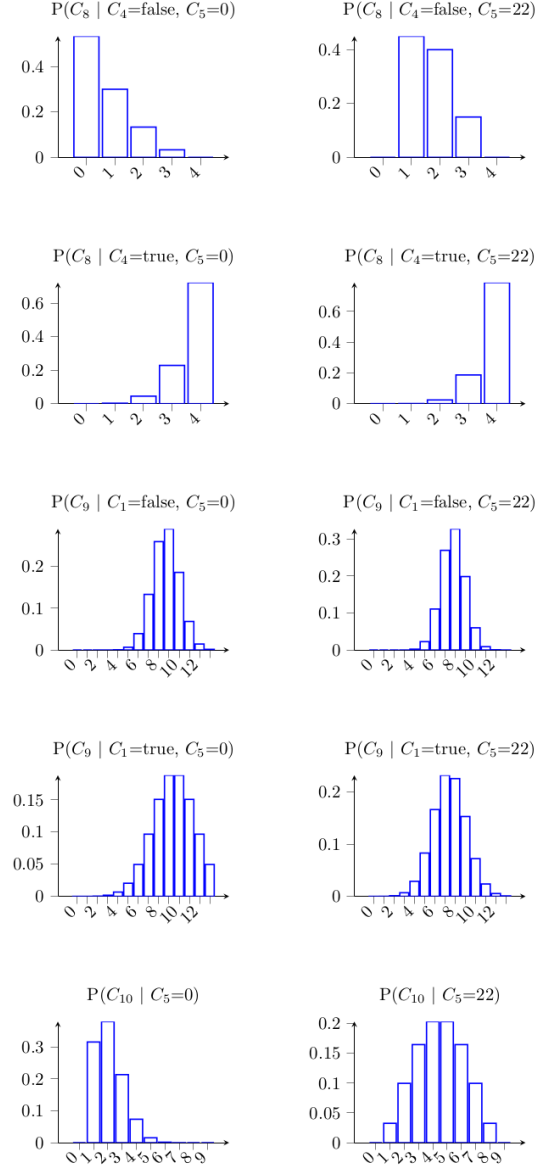 P(C₈ | C₄=false, C₅=0)
P(C₈ | C₄=false, C₅=22)
0.4
0.2
0
0 1 2 3 4
0.4
0.2
0
0 1 2 3 4
P(C₈ | C₄=true, C₅=0)
P(C₈ | C₄=true, C₅=22)
0.6
0.4
0.2
0
0 1 2 3 4
0.6
0.4
0.2
0
0 1 2 3 4
P(C₉ | C₁=false, C₅=0)
P(C₉ | C₁=false, C₅=22)
0.2
0.1
0
0 2 4 6 8 10 12
0.3
0.2
0.1
0
0 2 4 6 8 10 12
P(C₉ | C₁=true, C₅=0)
P(C₉ | C₁=true, C₅=22)
0.15
0.1
0.05
0
0 2 4 6 8 10 12
0.2
0.1
0
0 2 4 6 8 10 12
P(C₁₀ | C₅=0)
P(C₁₀ | C₅=22)
0.3
0.2
0.1
0
0 1 2 3 4 5 6 7 8 9
0.2
0.15
0.1
0.05
0
0 1 2 3 4 5 6 7 8 9